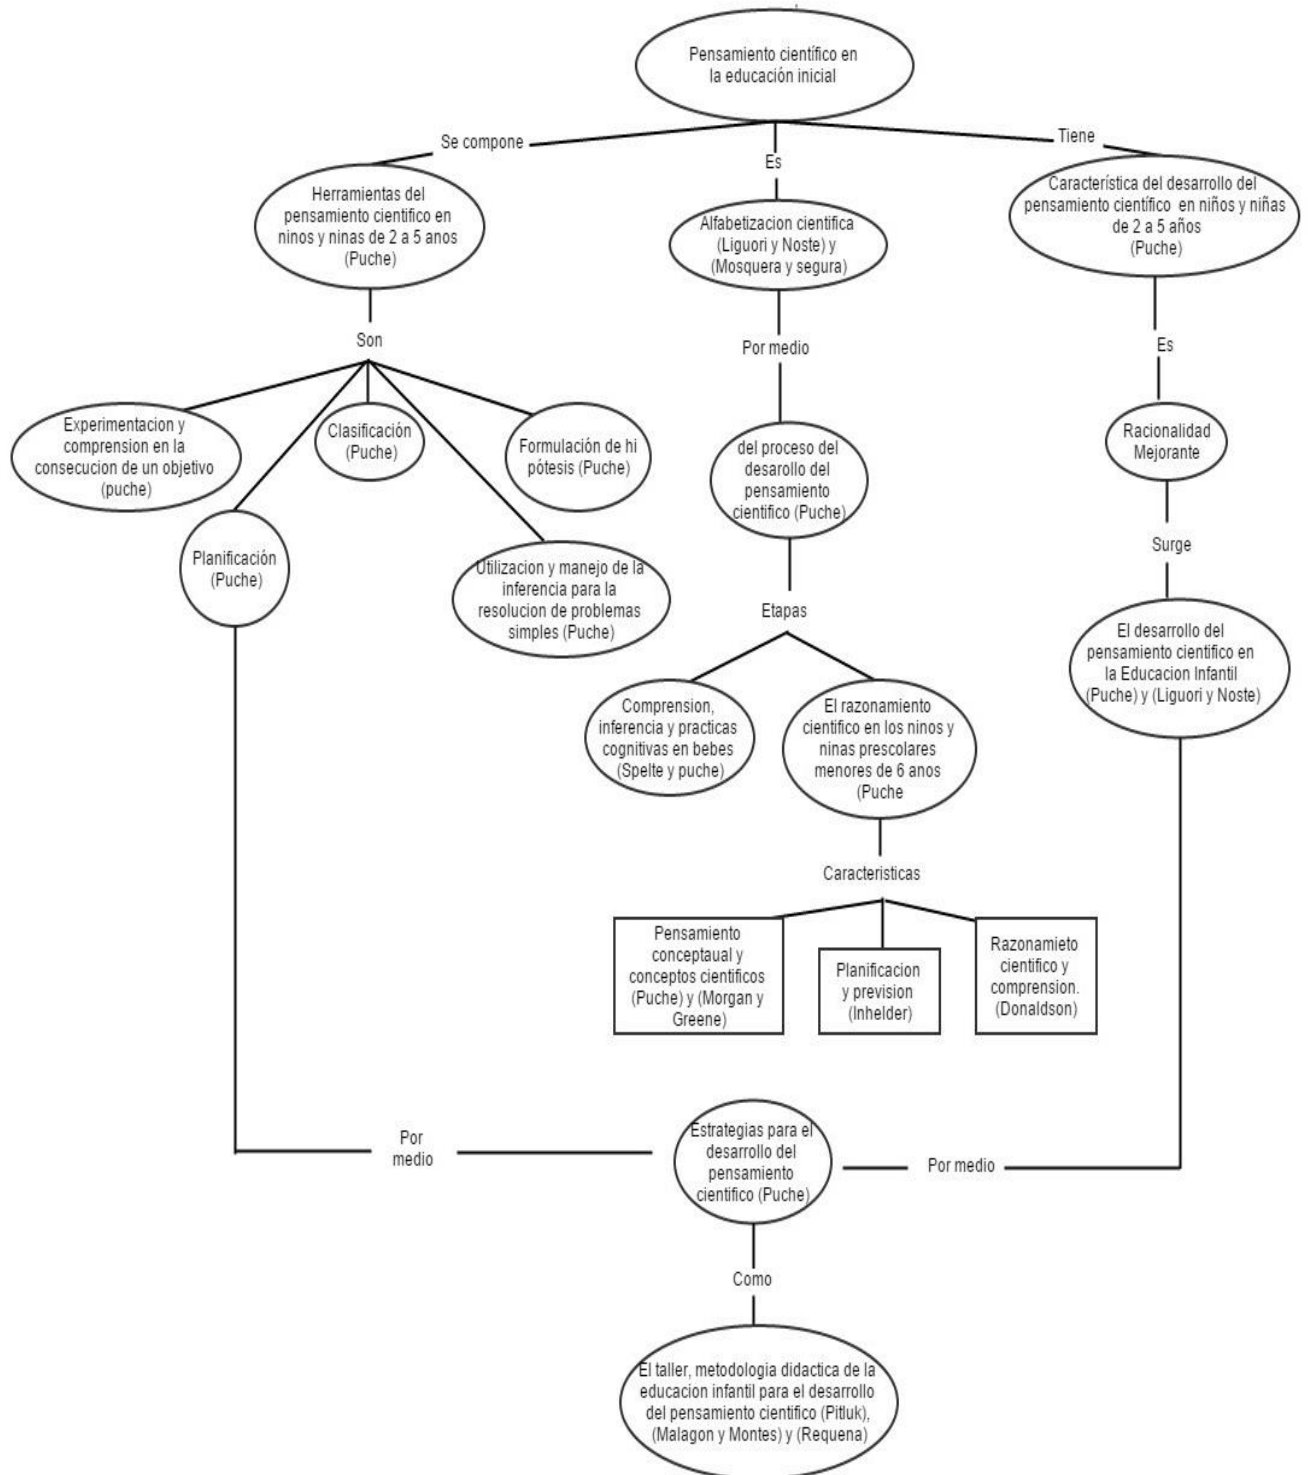 Pensamiento científico en
la educación inicial
Se compone
Es
Tiene
Herramientas del
pensamiento cientifico en
ninos y ninas de 2 a 5 anos
(Puche)
Alfabetizacion cientifica
(Liguori y Noste) y
(Mosquera y segura)
Característica del desarrollo del
pensamiento científico en niños y niñas
de 2 a 5 años
(Puche)
Son
Por medio
Es
Experimentacion y
comprension en la
consecucion de un objetivo
(puche)
Clasificación
(Puche)
Formulación de hi
pótesis (Puche)
Planificación
(Puche)
Utilizacion y manejo de la
inferencia para la
resolucion de problemas
simples (Puche)
del proceso del
desarollo del
pensamiento
cientifico (Puche)
Racionalidad
Mejorante
Surge
Etapas
El desarrollo del
pensamiento cientifico en
la Educacion Infantil
(Puche) y (Liguori y Noste)
Comprension,
inferencia y practicas
cognitivas en bebes
(Spelte y puche)
El razonamiento
cientifico en los ninos y
ninas prescolares
menores de 6 anos
(Puche
Caracteristicas
Pensamiento
conceptaual y
conceptos cientificos
(Puche) y (Morgan y
Greene)
Planificacion
y prevision
(Inhelder)
Razonamieto
cientifico y
comprension.
(Donaldson)
Por
medio
Estrategias para el
desarrollo del
pensamiento
cientifico (Puche)
Por medio
Como
El taller, metodologia didactica de la
educacion infantil para el desarrollo
del pensamiento cientifico (Pitluk),
(Malagon y Montes) y (Requena)